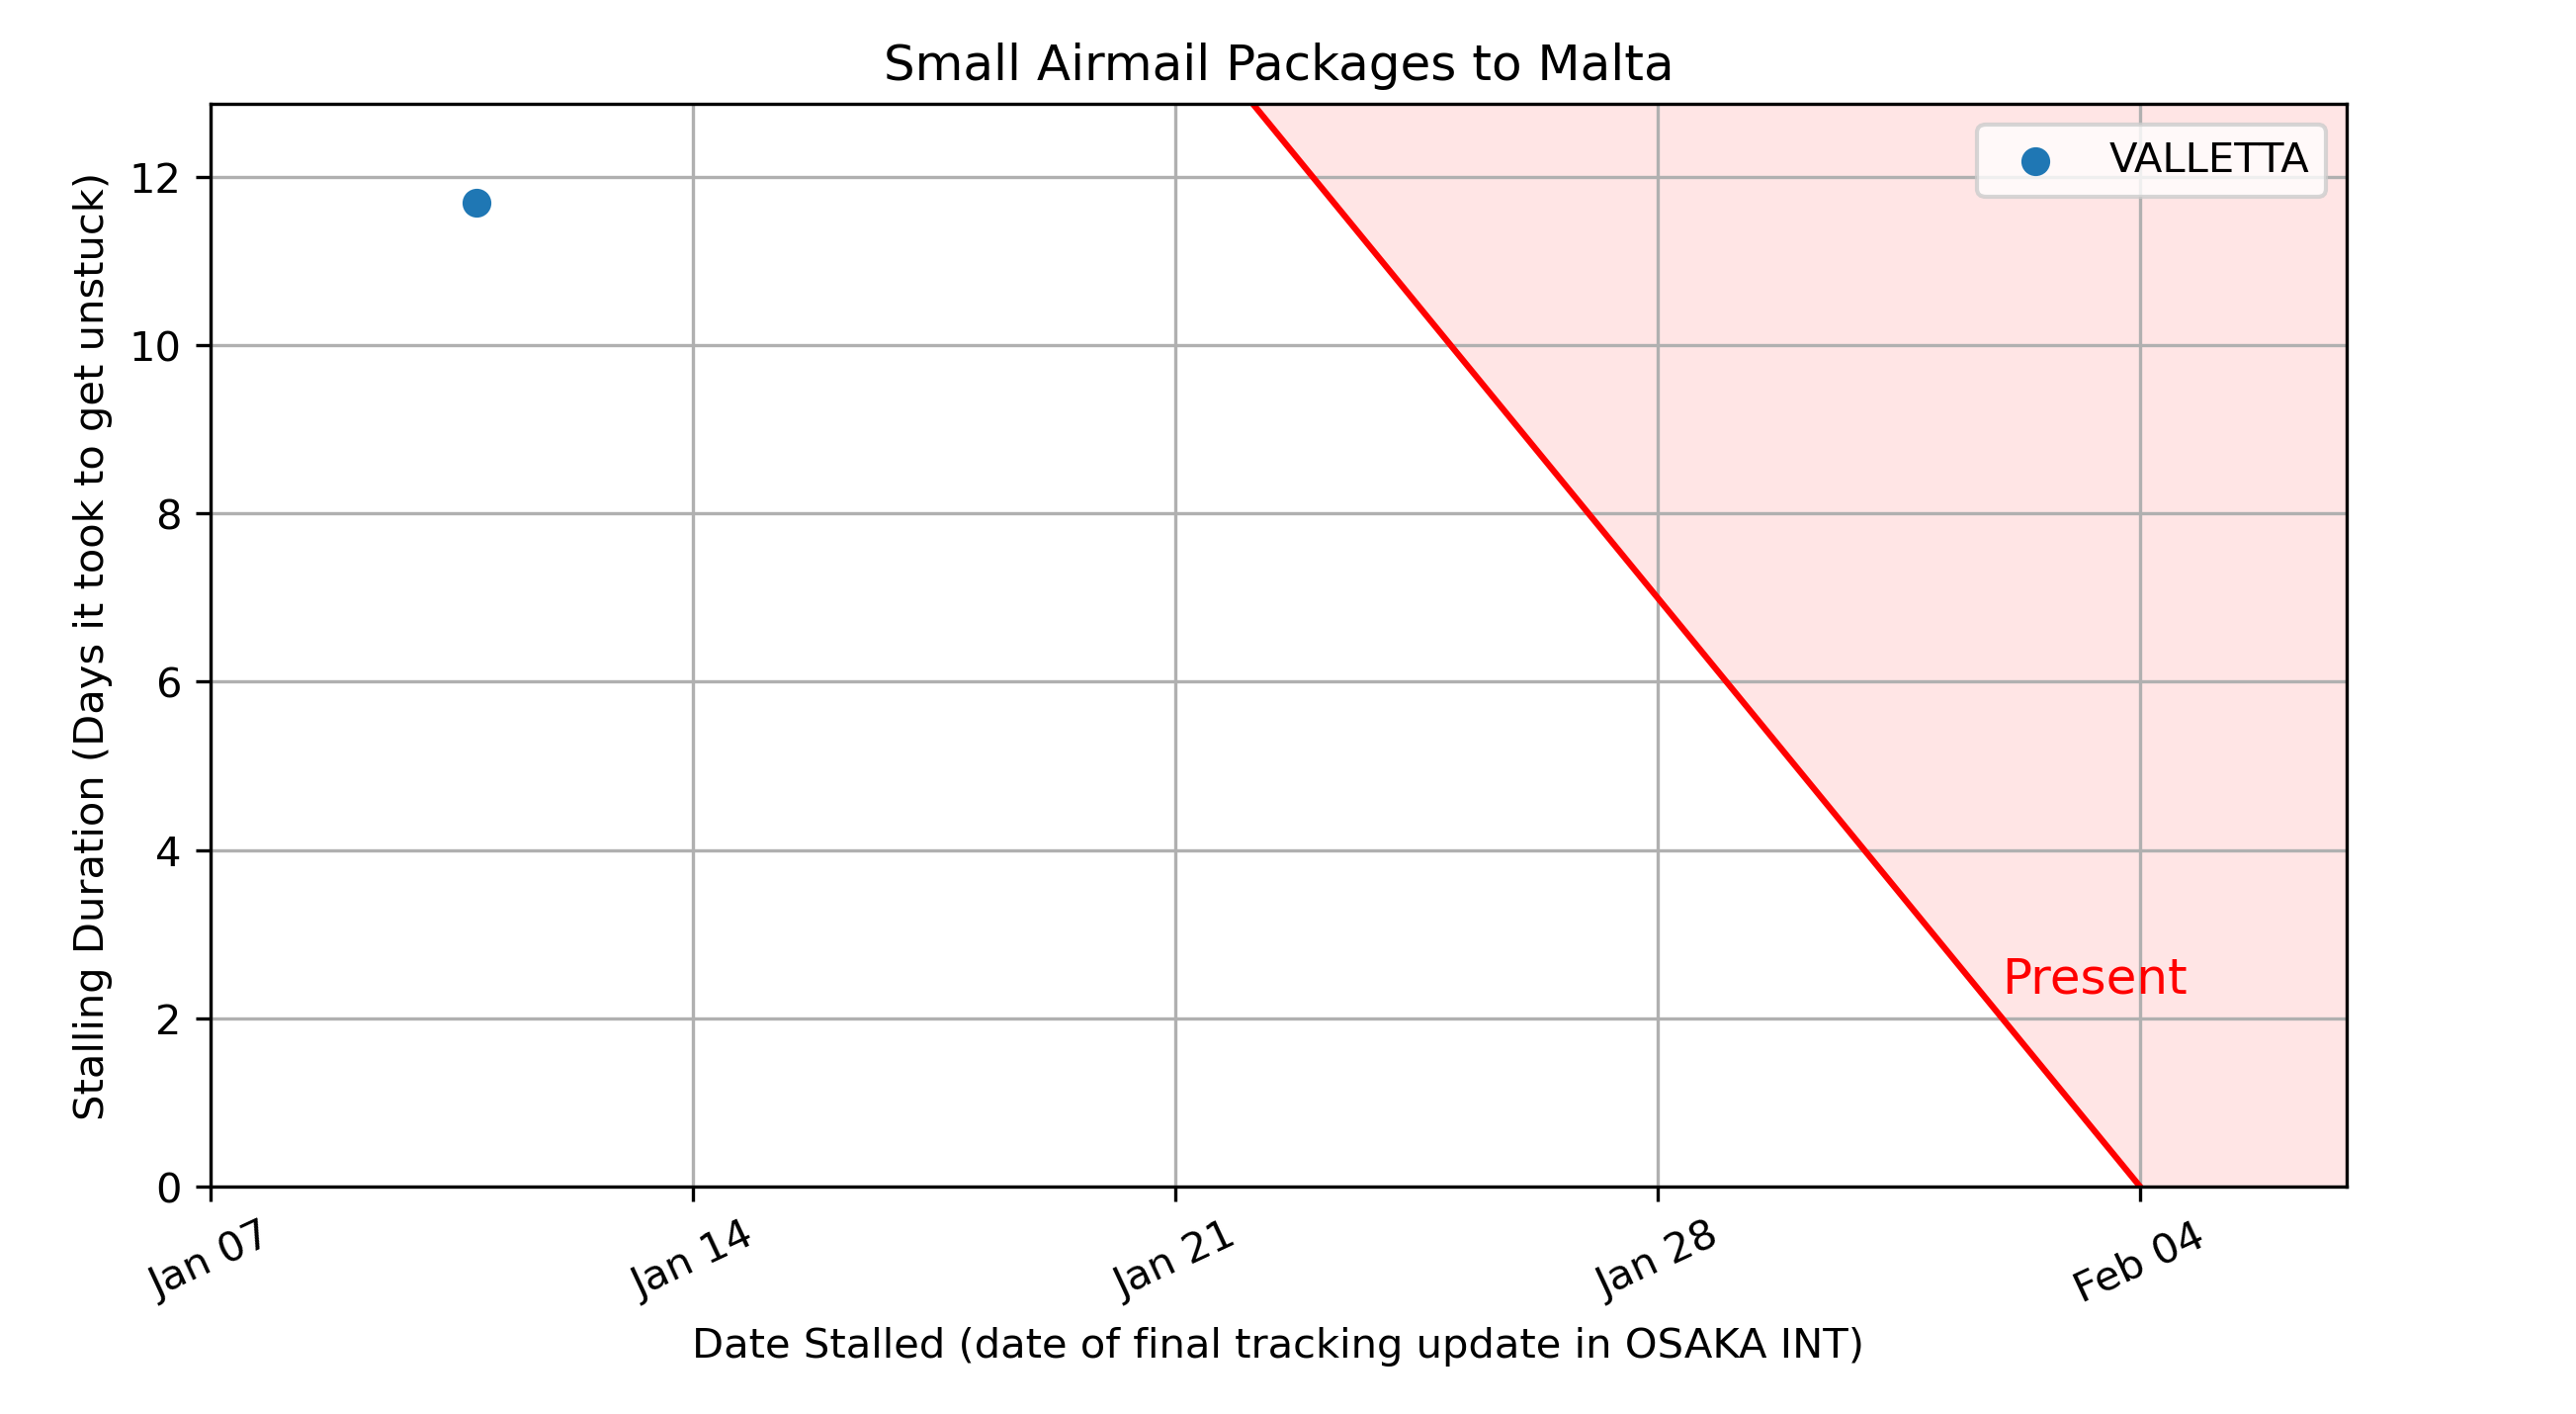 Small Airmail Packages to Malta
VALLETTA
Stalling Duration (Days it took to get unstuck)
12
10
8
6
4
2
0
Present
Jan 07
Jan 14
Jan 21
Jan 28
Feb 04
Date Stalled (date of final tracking update in OSAKA INT)